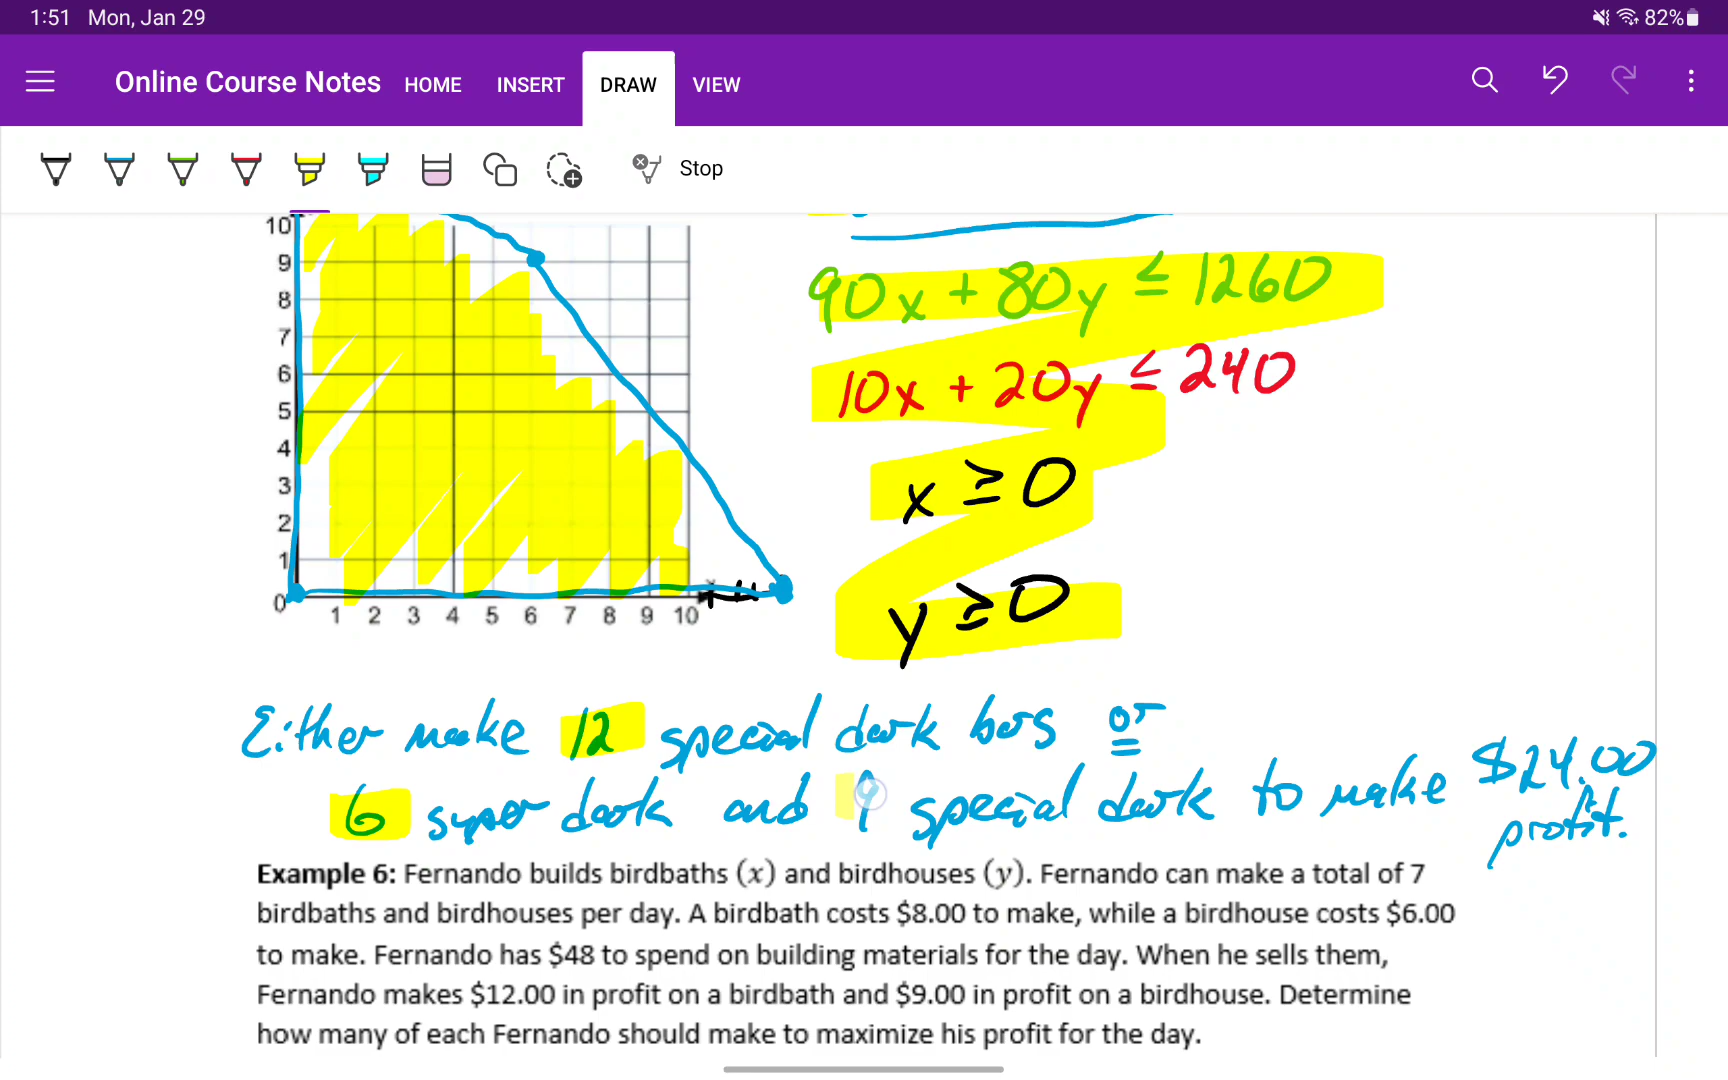 1:51 Mon, Jan 29 82%
Online Course Notes HOME INSERT DRAW VIEW
Stop
10
9
8
7
6
5
4
3
2
1
0
1 2 3 4 5 6 7 8 9 10
90x + 80y ≤ 1260
10x + 20y ≤ 240
x ≥ 0
y ≥ 0
Either make 12 special dark bars or
6 super dark and 9 special dark to make $24.00
profit.
Example 6: Fernando builds birdbaths (x) and birdhouses (y). Fernando can make a total of 7
birdbaths and birdhouses per day. A birdbath costs $8.00 to make, while a birdhouse costs $6.00
to make. Fernando has $48 to spend on building materials for the day. When he sells them,
Fernando makes $12.00 in profit on a birdbath and $9.00 in profit on a birdhouse. Determine
how many of each Fernando should make to maximize his profit for the day.